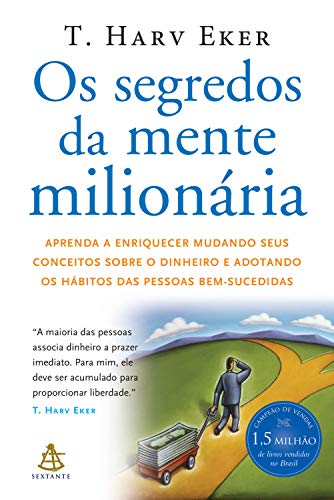 T. HARV EKER
Os segredos
da mente
milionária
APRENDA A ENRIQUECER MUDANDO SEUS
CONCEITOS SOBRE O DINHEIRO E ADOTANDO
OS HÁBITOS DAS PESSOAS BEM-SUCEDIDAS
“A maioria das pessoas
associa dinheiro a prazer
imediato. Para mim, ele
deve ser acumulado para
proporcionar liberdade.”
T. HARV EKER
CAMPEÃO DE VENDAS
1,5 MILHÃO
de livros vendidos
no Brasil
SEXTANTE